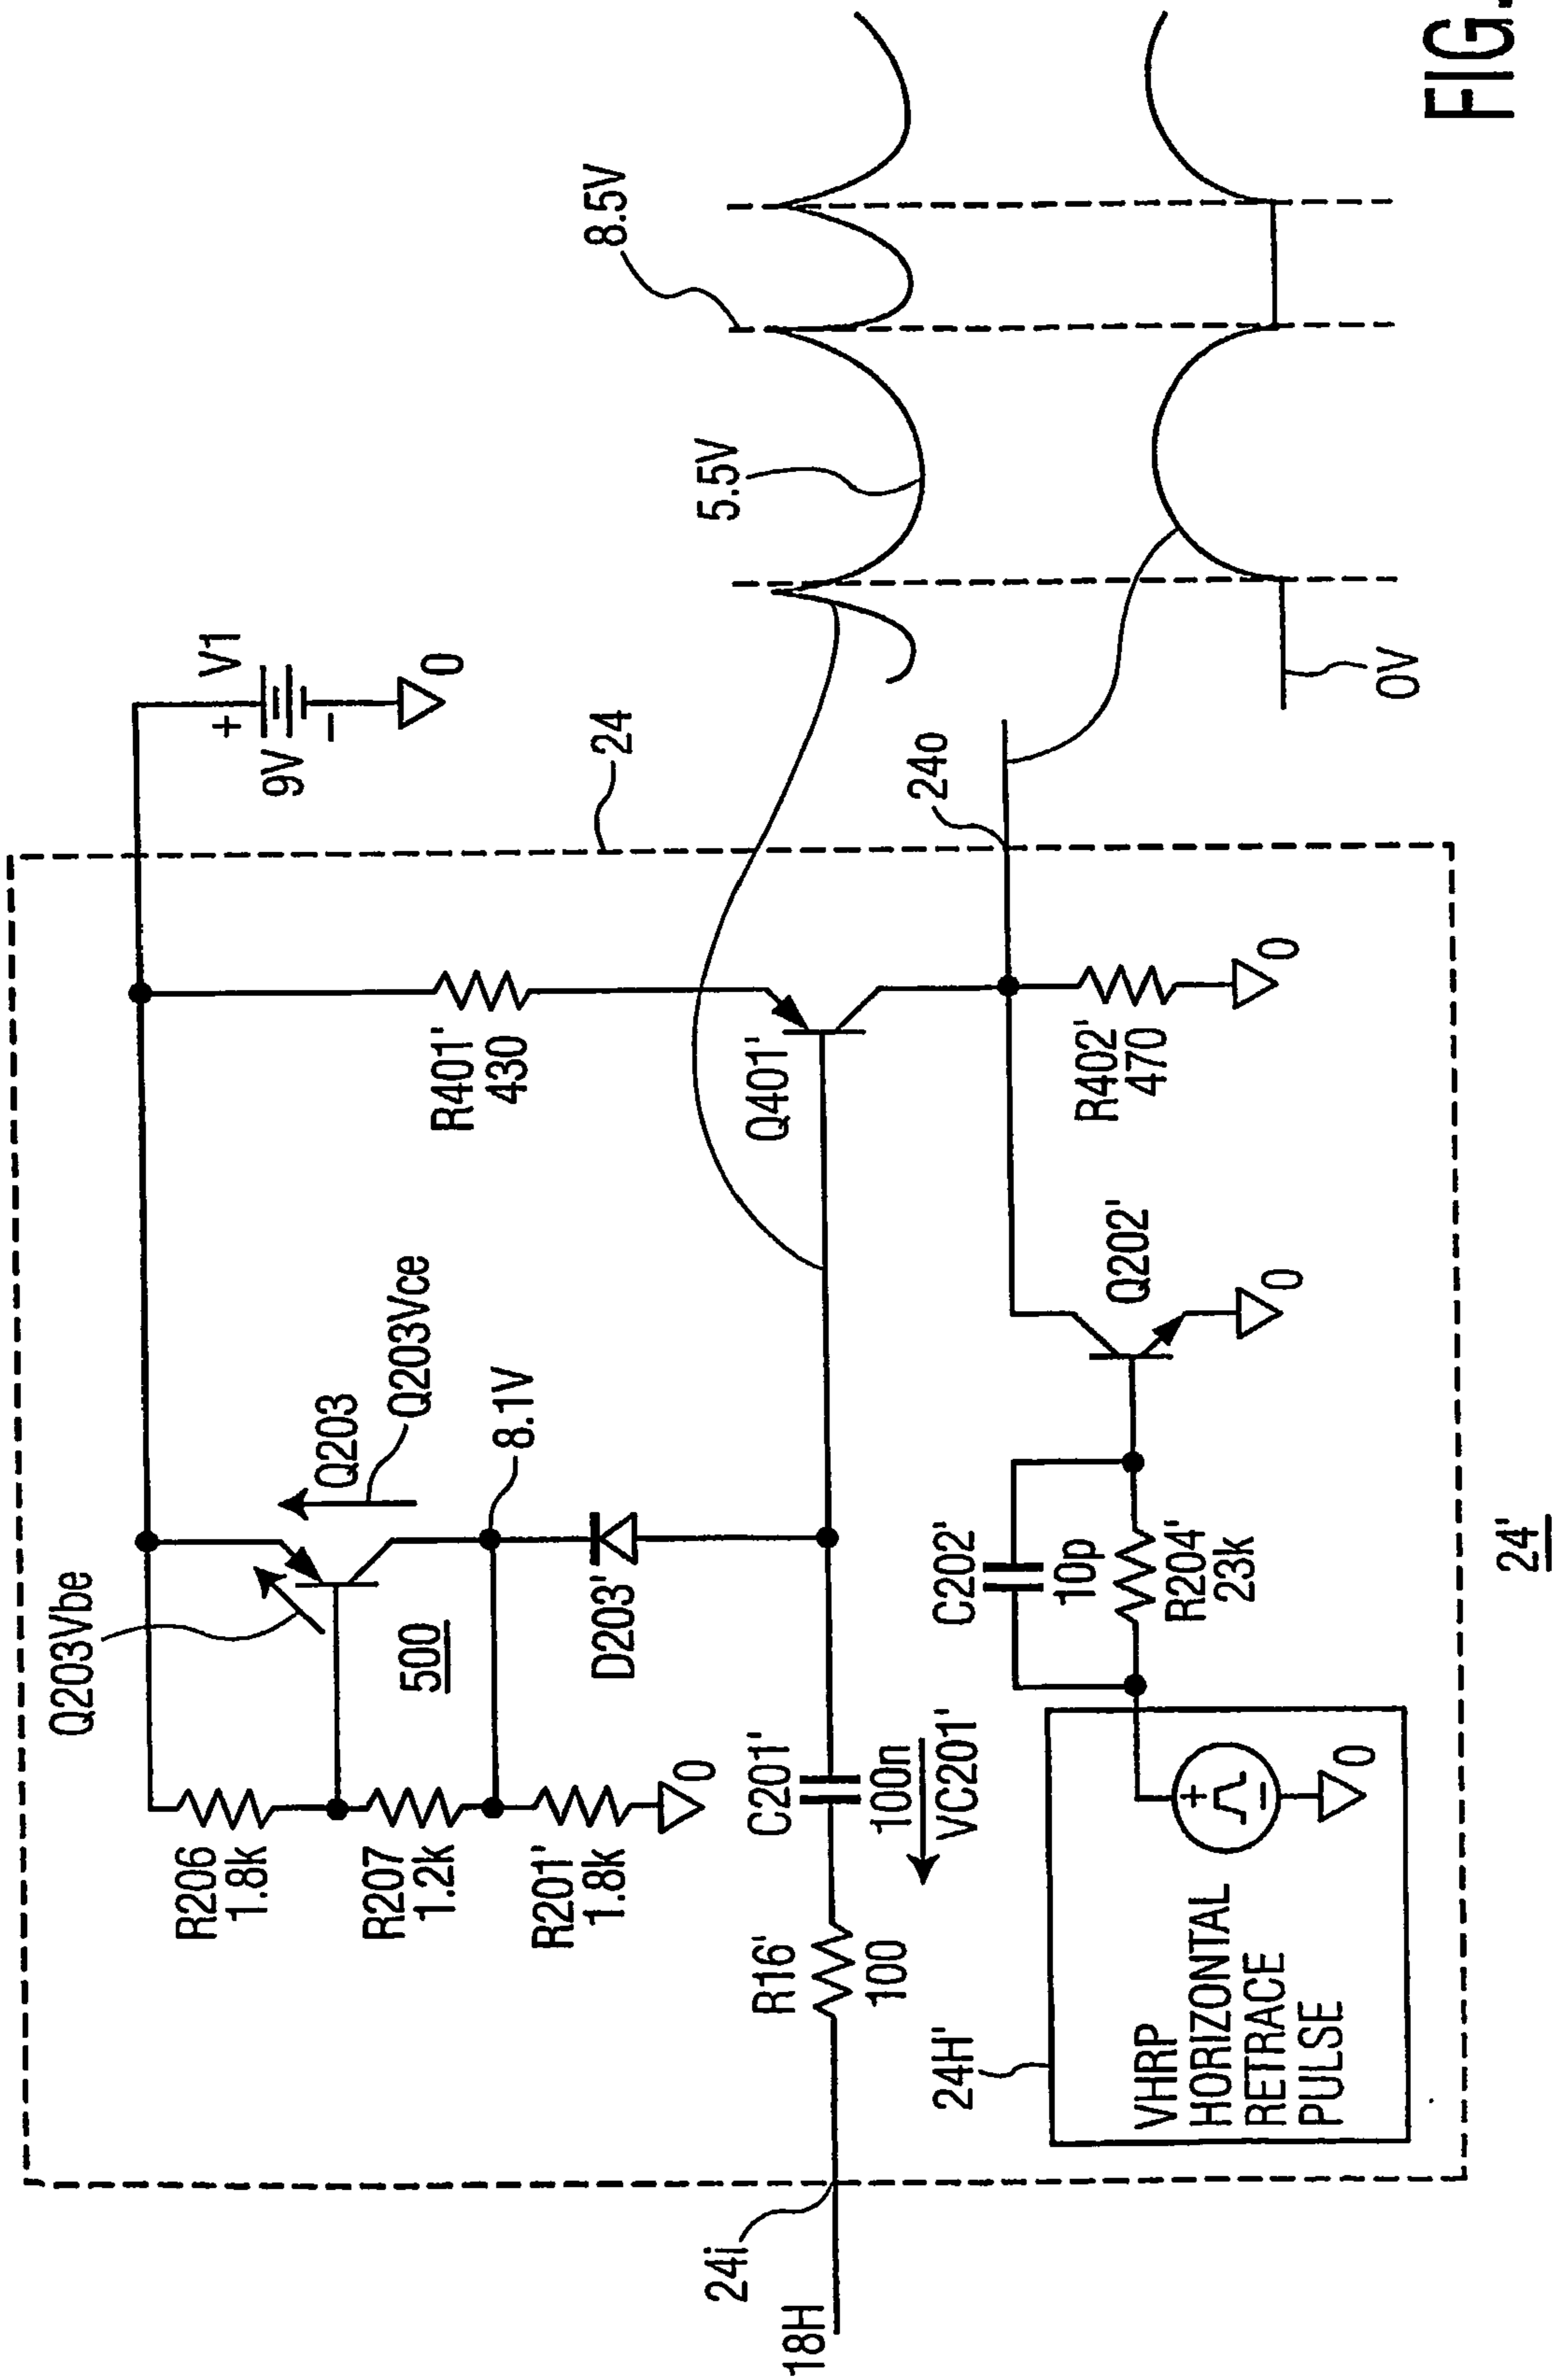 Q203Vbe
R206
1.8k
R207
1.2k
R201'
1.8k
0
500
Q203
Q203Vce
8.1V
D203'
V1
+
9V
−
0
R401'
430
24
Q401'
18H
24i
R16'
100
C201'
100n
VC201'
24H'
VHRP
HORIZONTAL
RETRACE
PULSE
+
−
0
C202'
10p
R204'
23k
Q202'
0
R402'
470
0
24o
5.5V
8.5V
0V
24'
FIG.